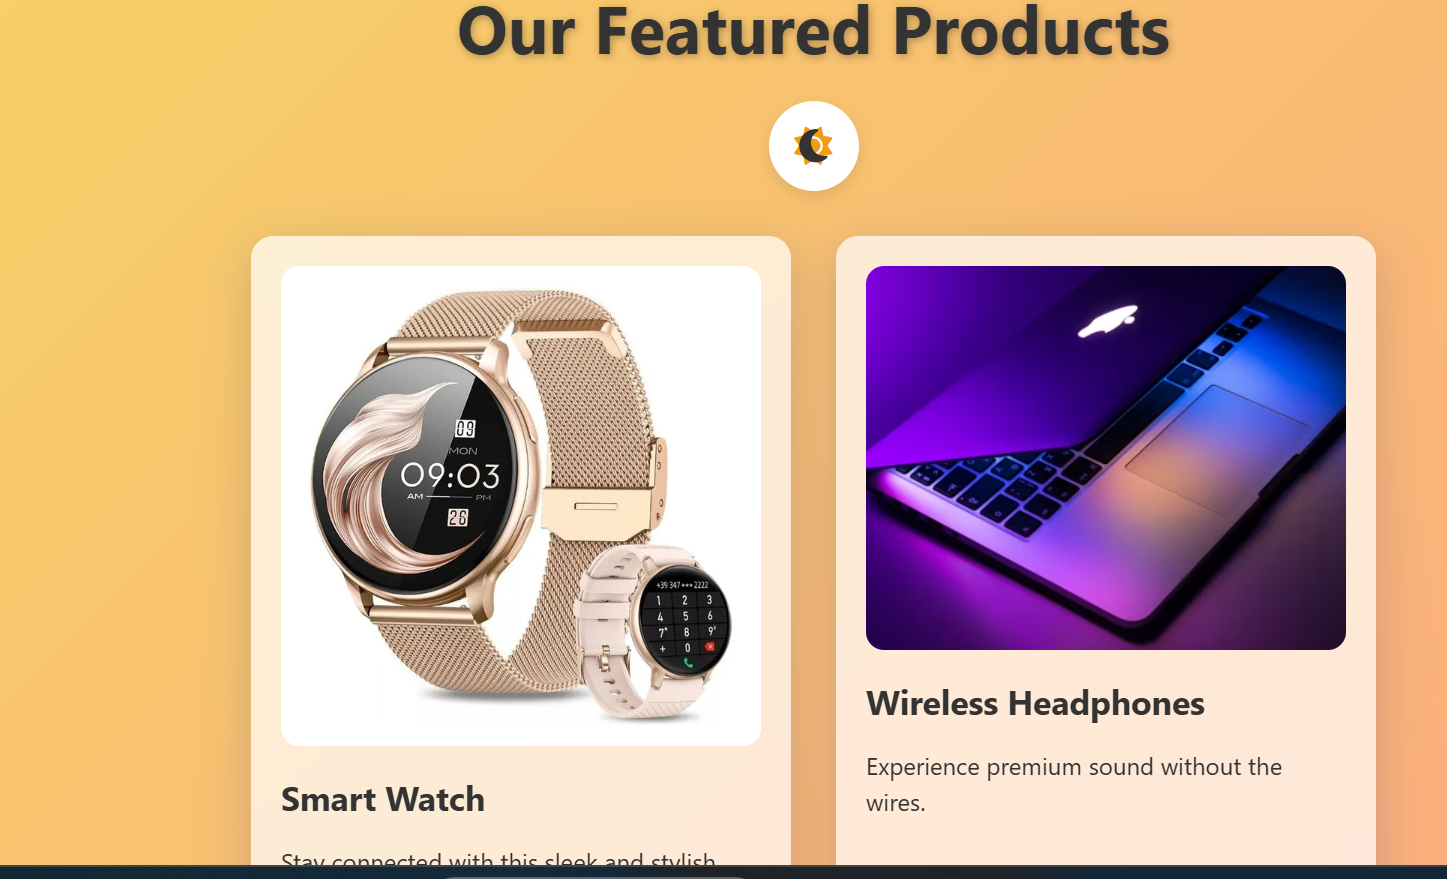 Our Featured Products
09
MON
09:03
AM PM
26
+39 347 *** 2222
1 2 3
4 5 6
7* 8 9#
+ 0
Smart Watch
Stay connected with this sleek and stylish
Wireless Headphones
Experience premium sound without the
wires.